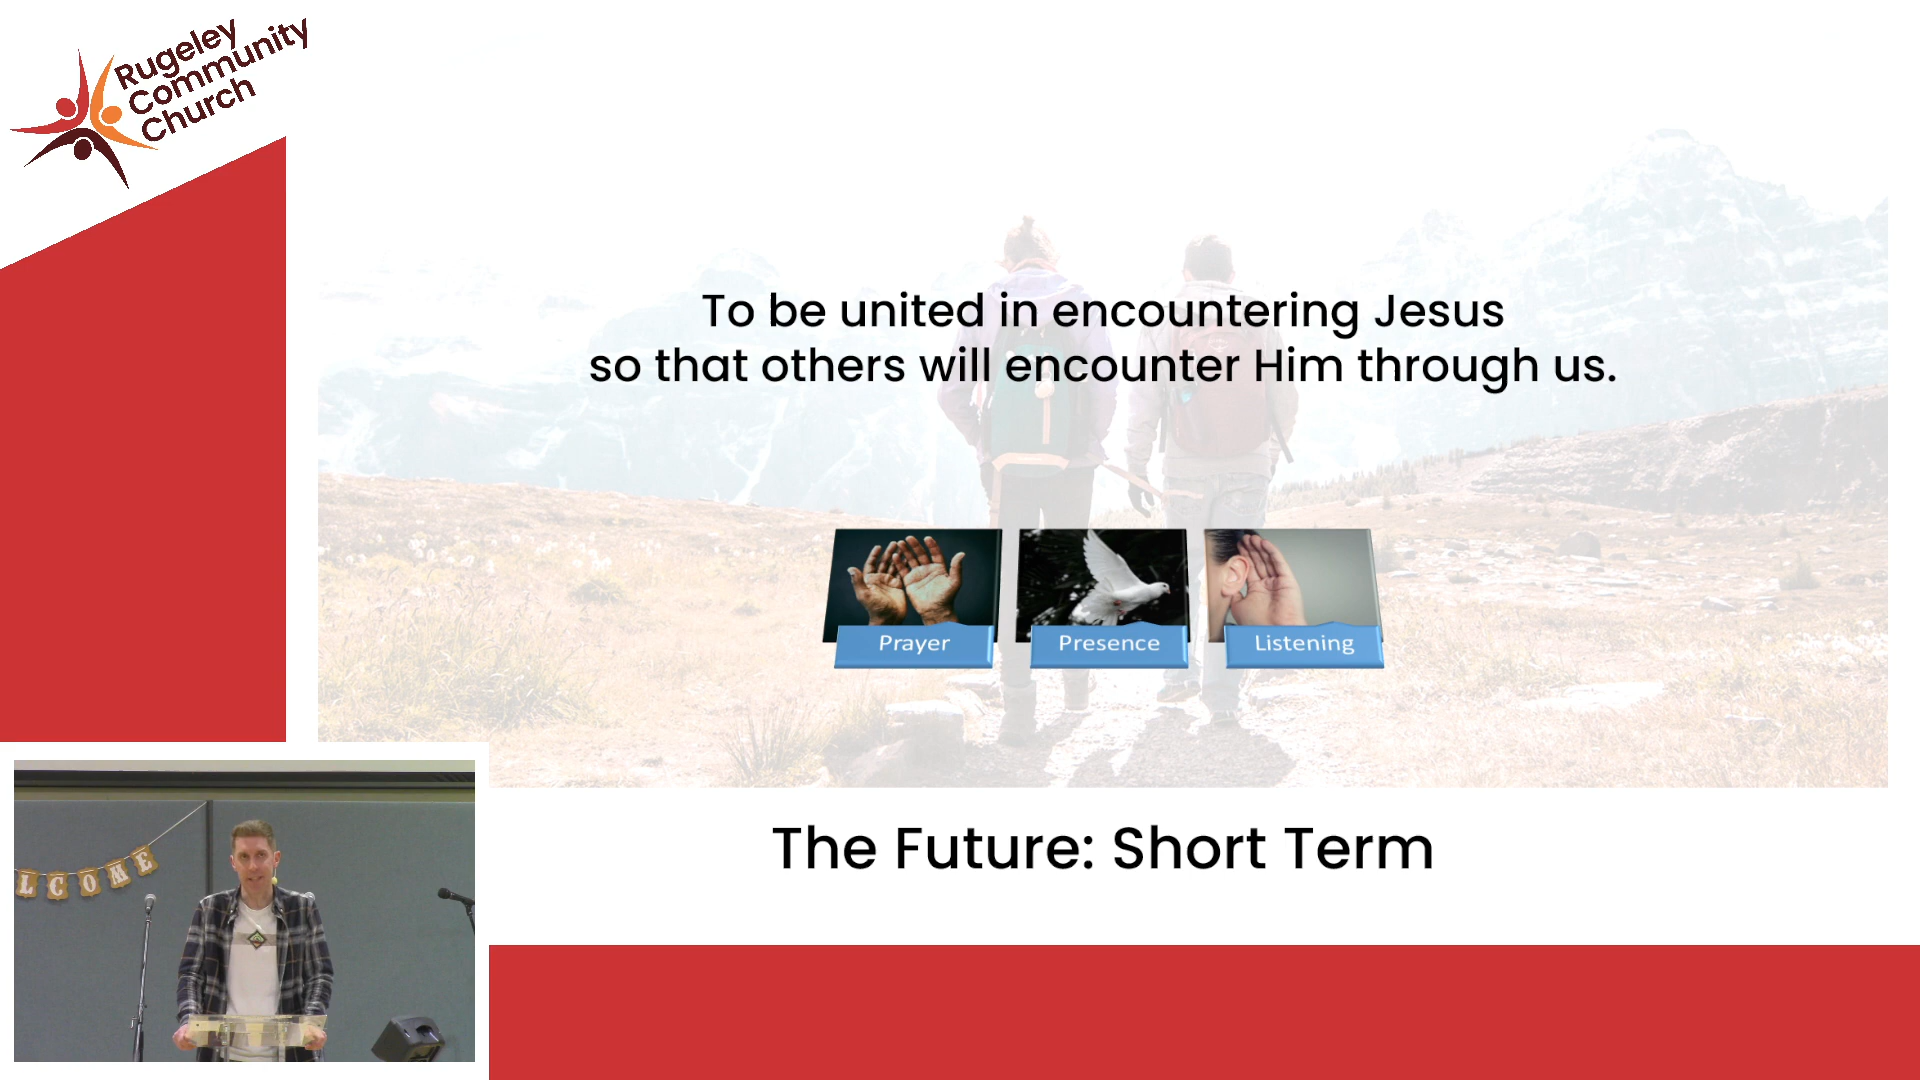 Rugeley
Community
Church
To be united in encountering Jesus
so that others will encounter Him through us.
Prayer
Presence
Listening
The Future: Short Term
LCOME